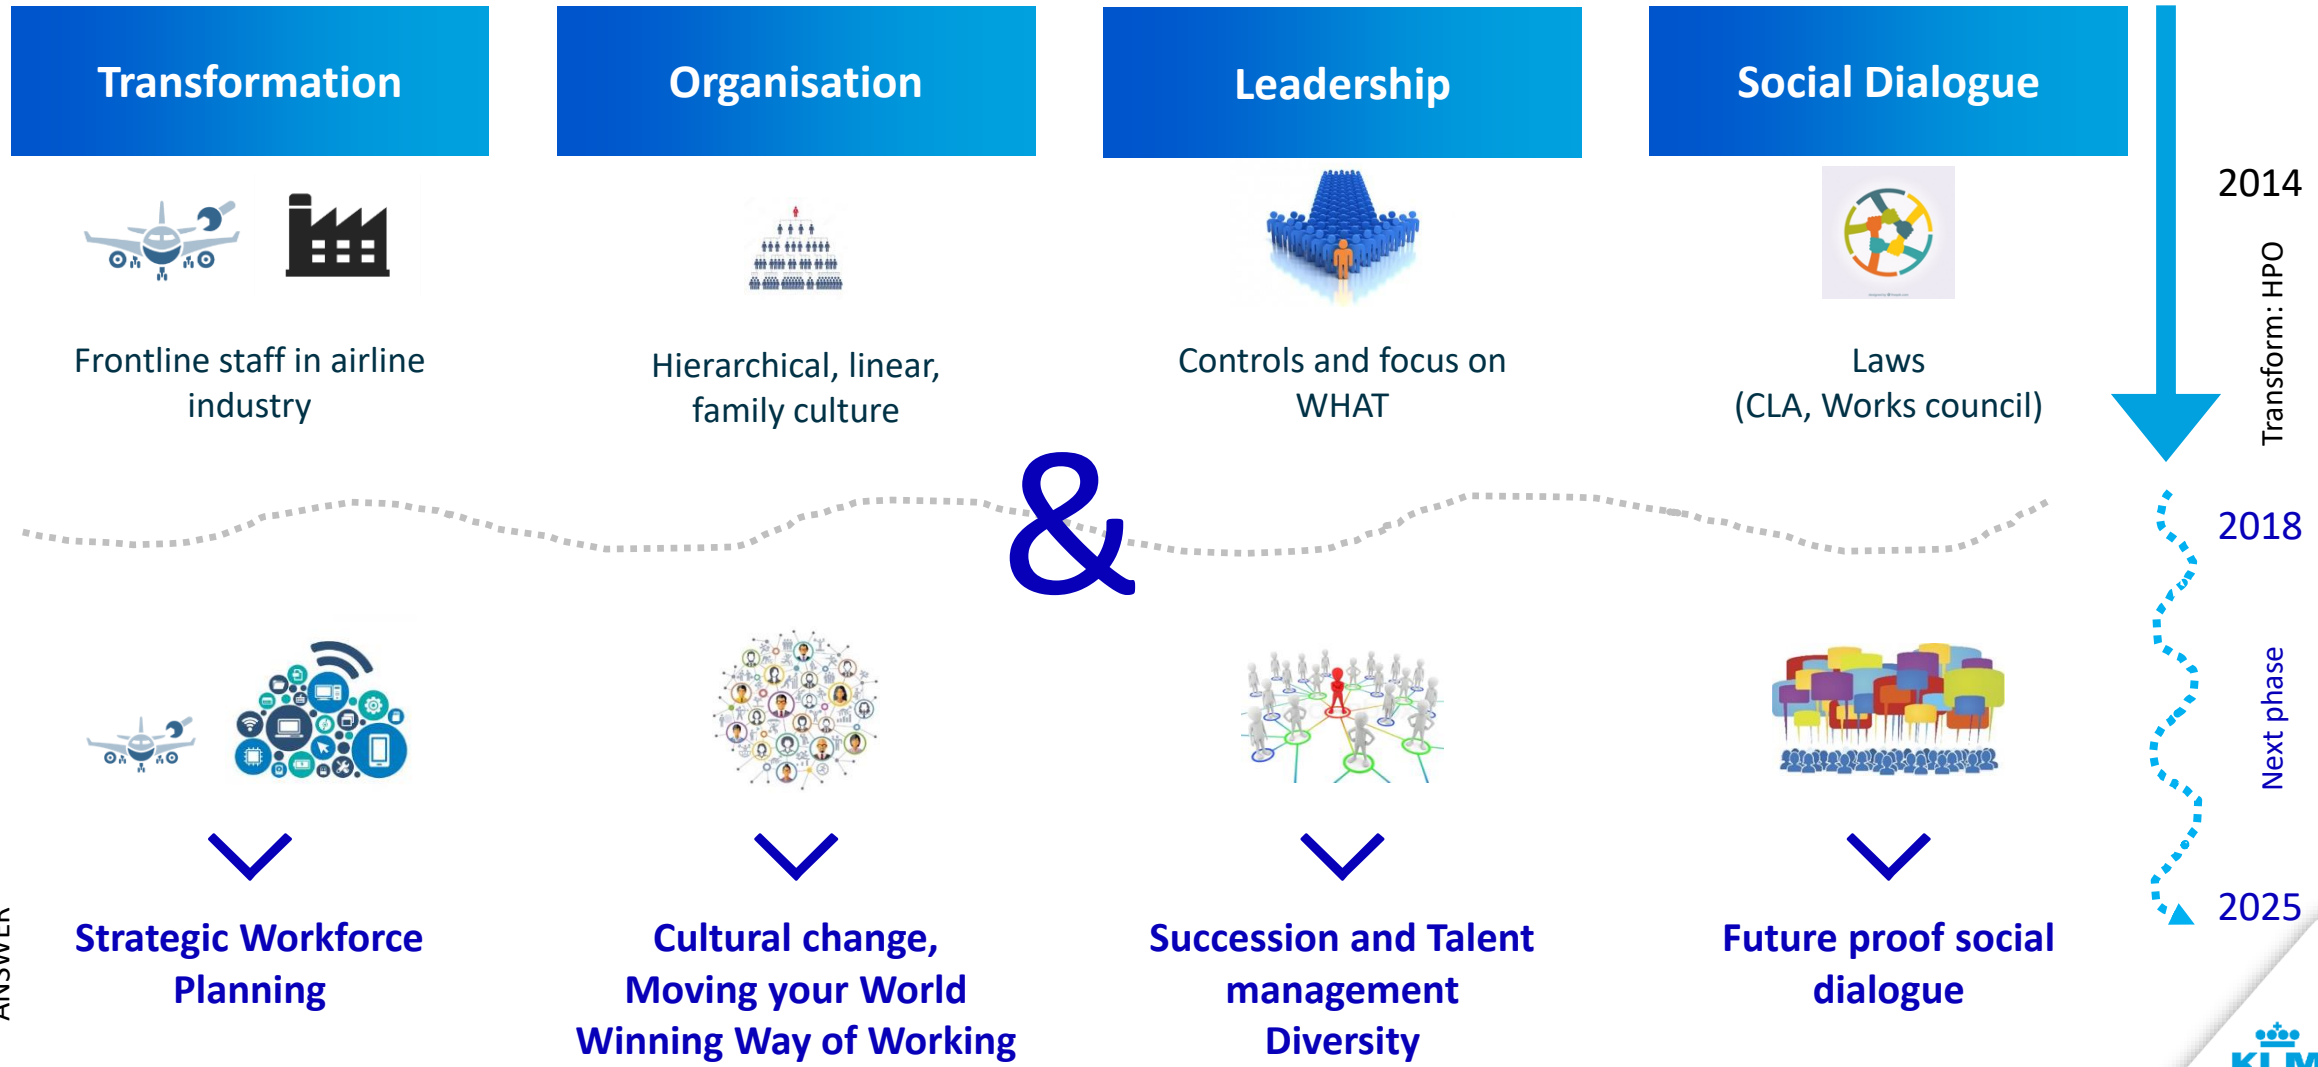 Transformation
Organisation
Leadership
Social Dialogue
2014
Transform: HPO
Frontline staff in airline
industry
Hierarchical, linear,
family culture
Controls and focus on
WHAT
Laws
(CLA, Works council)
&
2018
Next phase
2025
ANSWER
Strategic Workforce
Planning
Cultural change,
Moving your World
Winning Way of Working
Succession and Talent
management
Diversity
Future proof social
dialogue
KLM